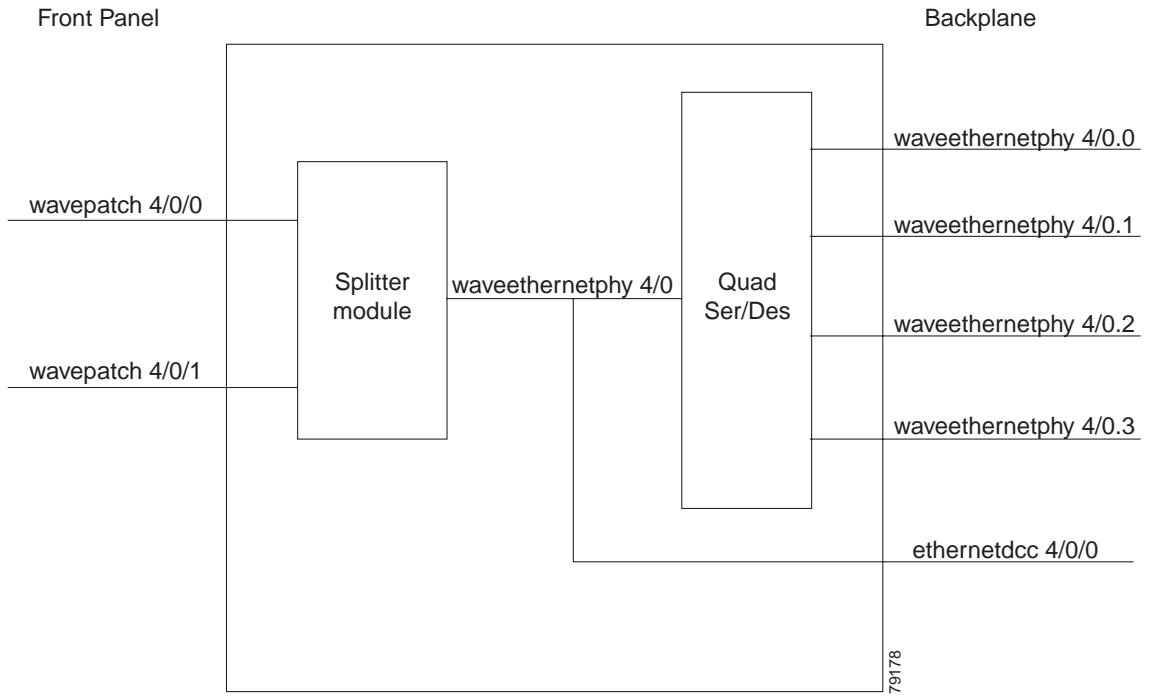 Front Panel
Backplane
waveethernetphy 4/0.0
wavepatch 4/0/0
waveethernetphy 4/0.1
Splitter
module
waveethernetphy 4/0
Quad
Ser/Des
waveethernetphy 4/0.2
wavepatch 4/0/1
waveethernetphy 4/0.3
ethernetdcc 4/0/0
79178